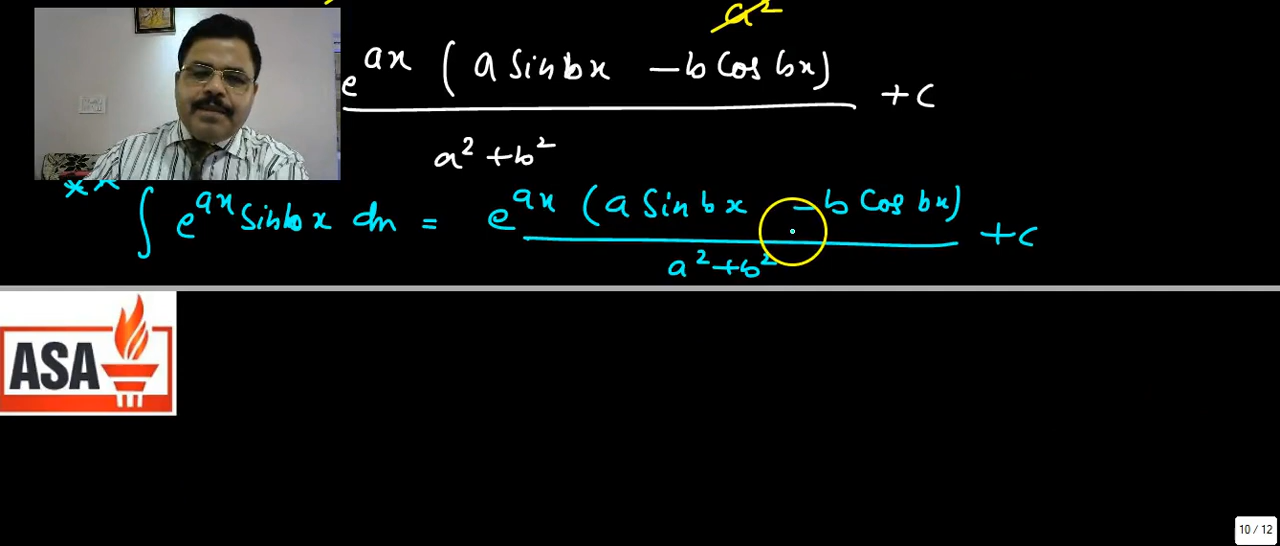 a²
e^ax (a Sin bx - b Cos bx) + c
a² + b²
** ∫ e^ax Sin bx dx = e^ax (a Sin bx - b Cos bx) + c
a² + b²
ASA
10 / 12